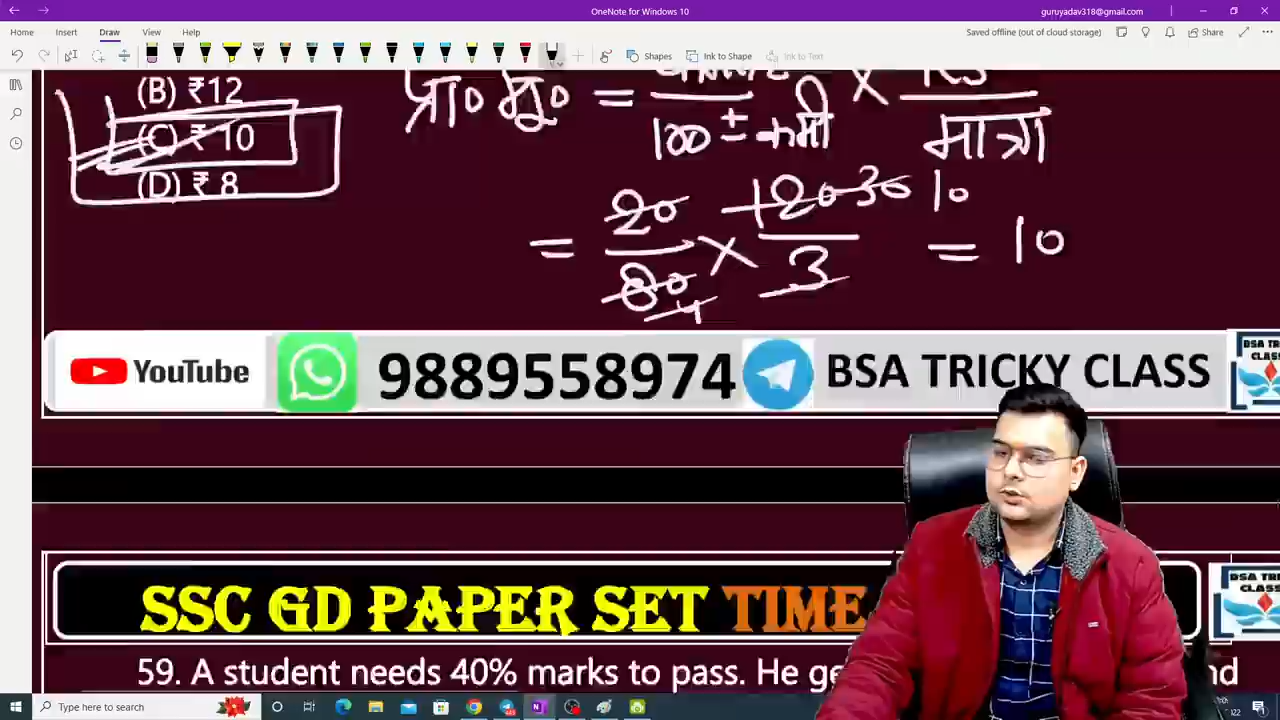 OneNote for Windows 10
guruyadav318@gmail.com
Home Insert Draw View Help
Saved offline (out of cloud storage) Share
Shapes Ink to Shape Ink to Text
(B) ₹12
(C) ₹ 10
(D) ₹ 8
प्रा० मू० = × 
100 ± मात्रा
= 20 × 120 30 10 = 10
80 4 3
YouTube 9889558974 BSA TRICKY CLASS
SSC GD PAPER SET TIME
59. A student needs 40% marks to pass. He nd
Type here to search